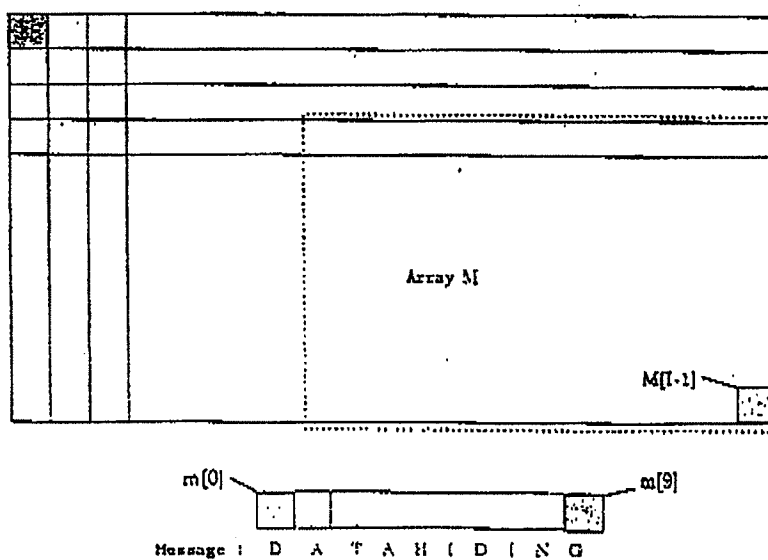 Array M
M[I-1]
m[0]
m[9]
Message : D A T A H I D I N G